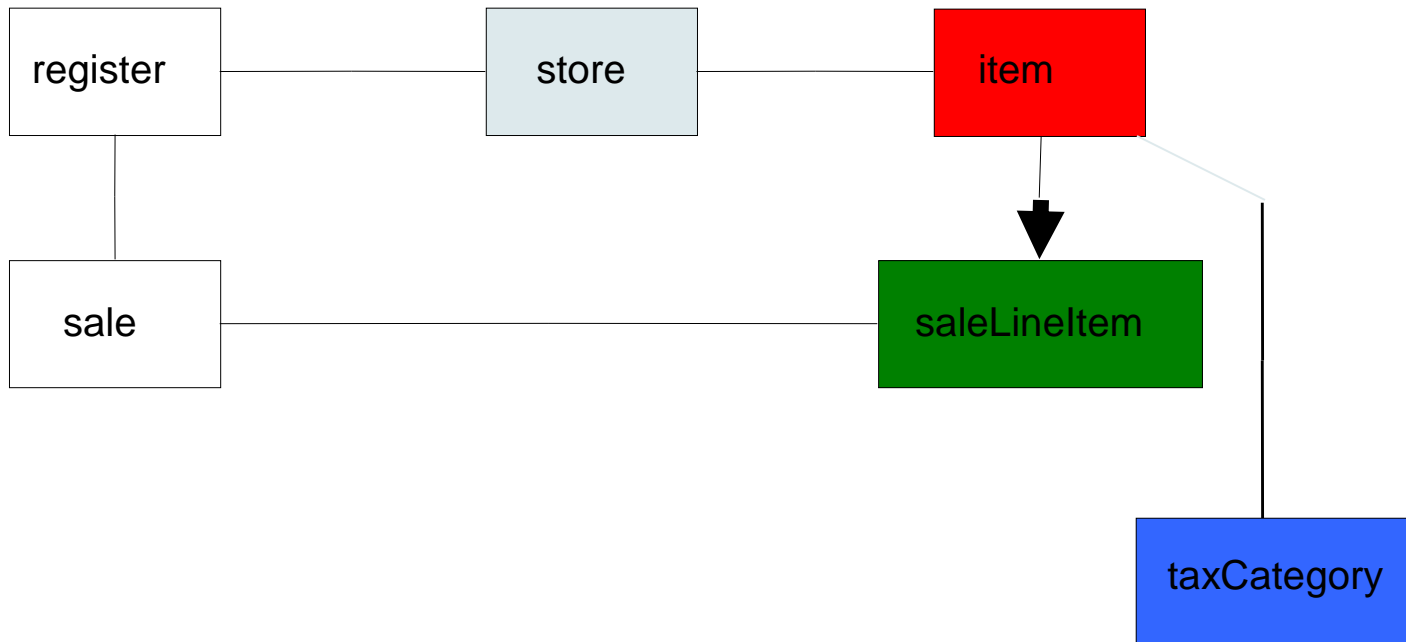 register
store
item
sale
saleLineItem
taxCategory